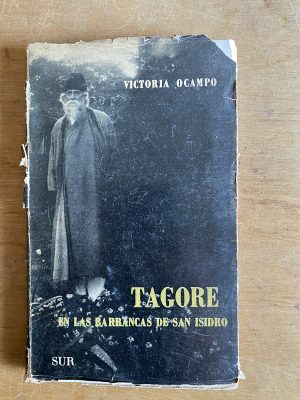 VICTORIA OCAMPO
TAGORE
EN LAS BARRANCAS DE SAN ISIDRO
SUR